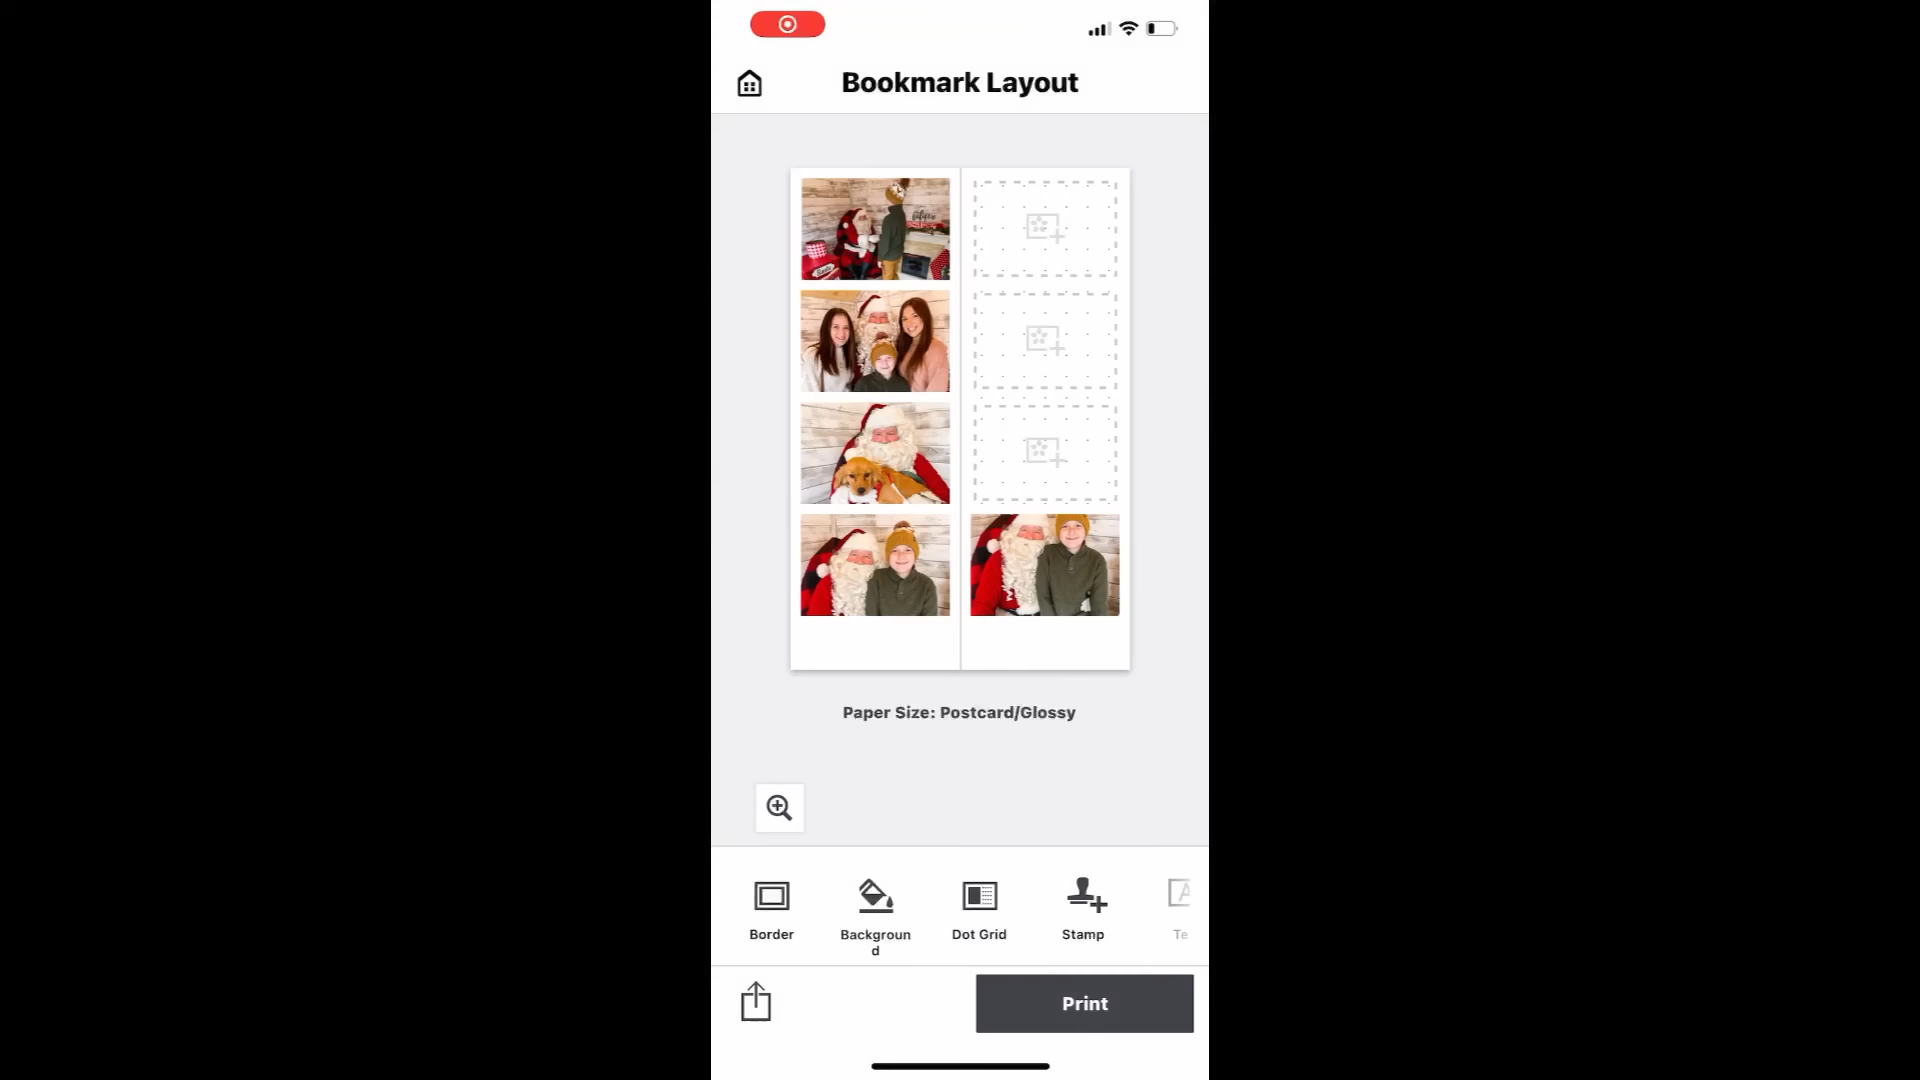 Bookmark Layout
Paper Size: Postcard/Glossy
Border
Backgroun
d
Dot Grid
Stamp
Te
Print